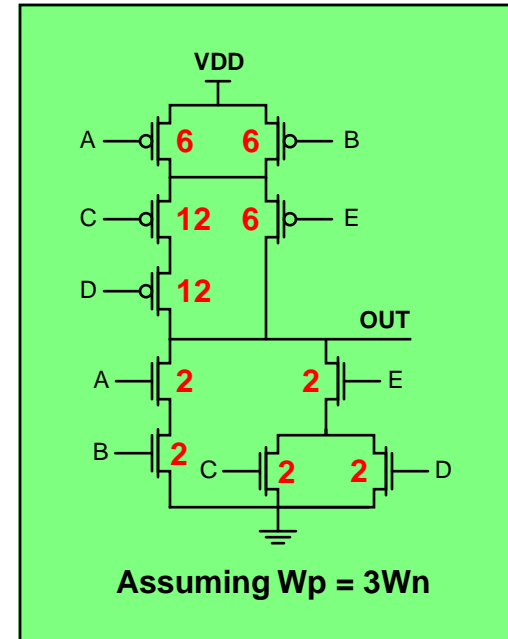 VDD
A 6 6 B
C 12 6 E
D 12
OUT
A 2 2 E
B 2 C 2 2 D
Assuming Wp = 3Wn